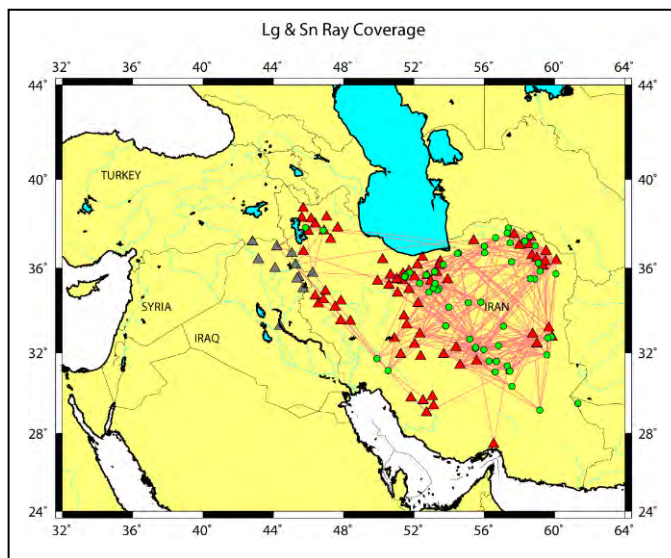 Lg & Sn Ray Coverage
32˚ 36˚ 40˚ 44˚ 48˚ 52˚ 56˚ 60˚ 64˚
44˚ 44˚
40˚ 40˚
TURKEY
36˚ 36˚
SYRIA IRAN
IRAQ
32˚ 32˚
28˚ 28˚
24˚ 24˚
32˚ 36˚ 40˚ 44˚ 48˚ 52˚ 56˚ 60˚ 64˚